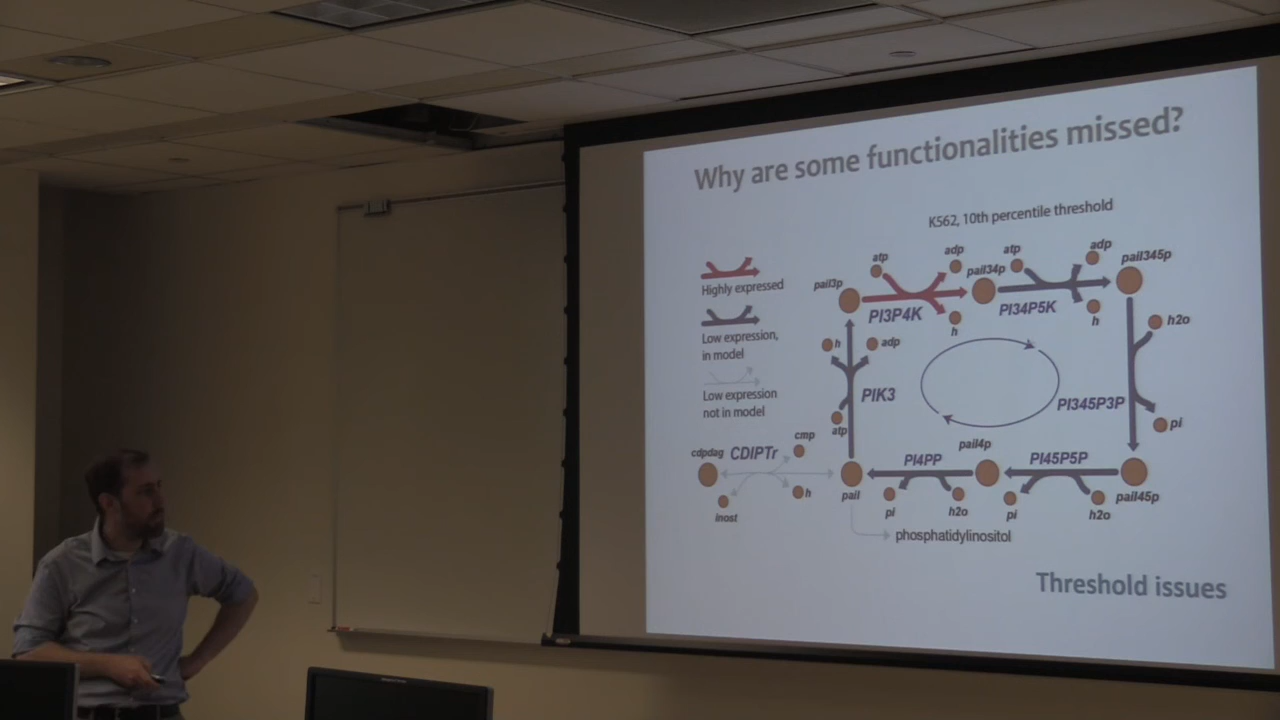 Why are some functionalities missed?
K562, 10th percentile threshold
Highly expressed
Low expression,
in model
Low expression
not in model
atp
adp
atp
adp
pail3p
pail34p
pail345p
PI3P4K
h
PI34P5K
h
h
adp
h2o
PIK3
PI345P3P
pi
atp
cdpdag
CDIPTr
cmp
h
inost
pail
PI4PP
pi
h2o
pail4p
PI45P5P
pi
h2o
pail45p
phosphatidylinositol
Threshold issues